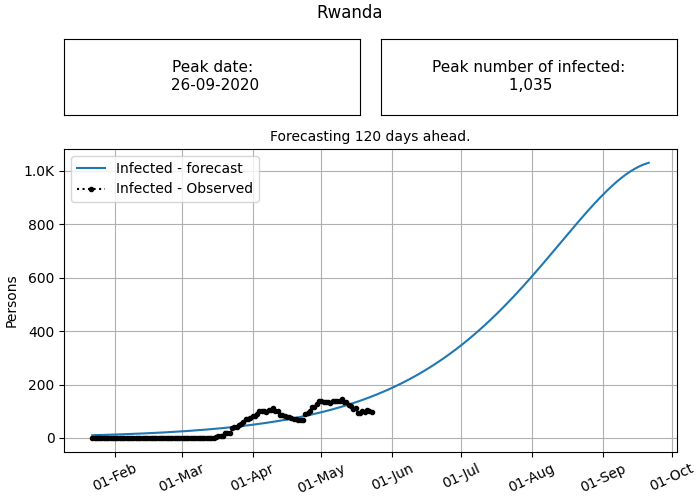 Rwanda
Peak date:
26-09-2020
Peak number of infected:
1,035
Forecasting 120 days ahead.
Infected - forecast
Infected - Observed
1.0K
800
600
400
200
0
Persons
01-Feb
01-Mar
01-Apr
01-May
01-Jun
01-Jul
01-Aug
01-Sep
01-Oct